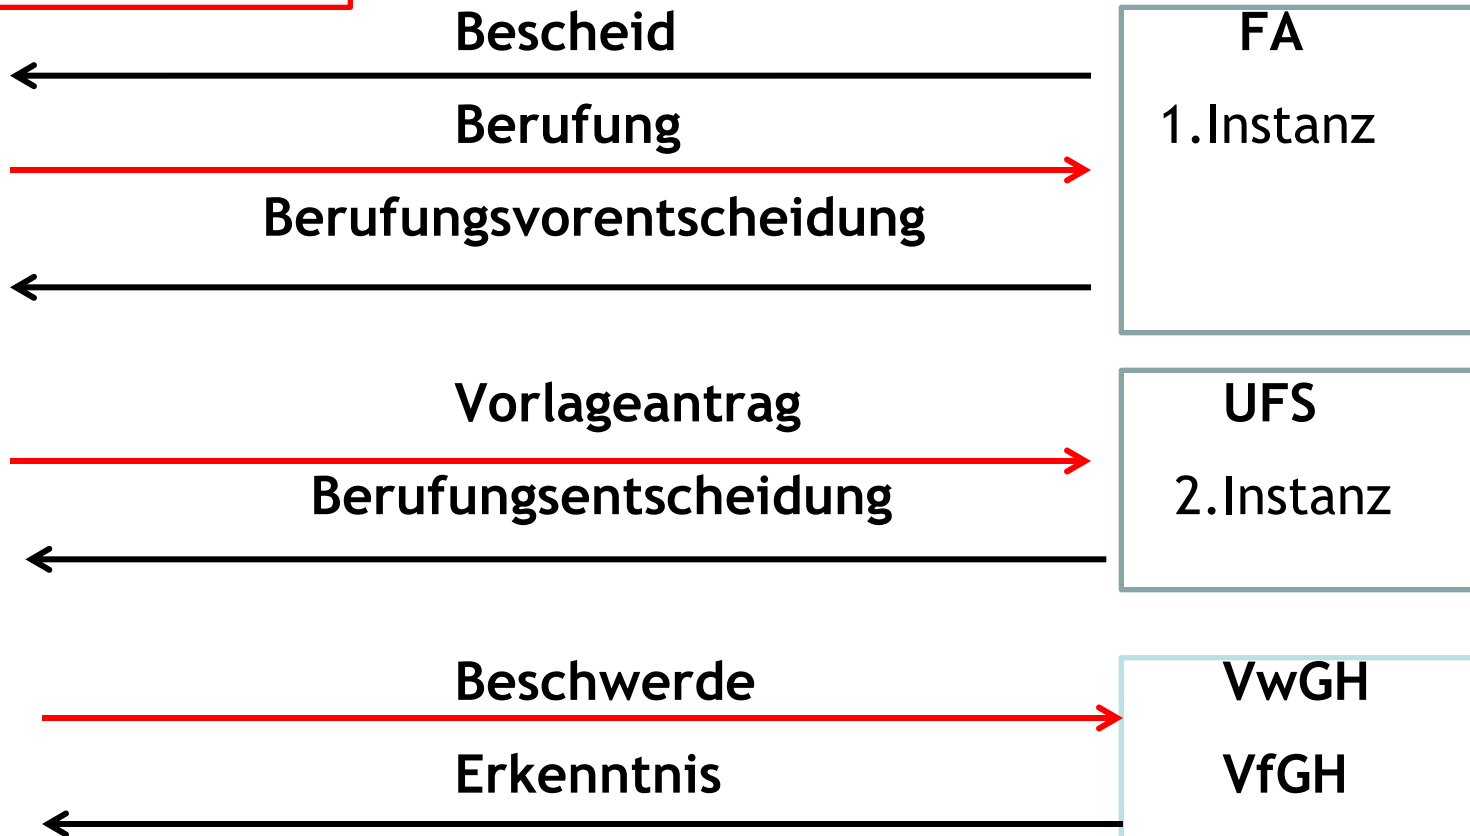 Bescheid FA
Berufung 1.Instanz
Berufungsvorentscheidung
Vorlageantrag UFS
Berufungsentscheidung 2.Instanz
Beschwerde VwGH
Erkenntnis VfGH